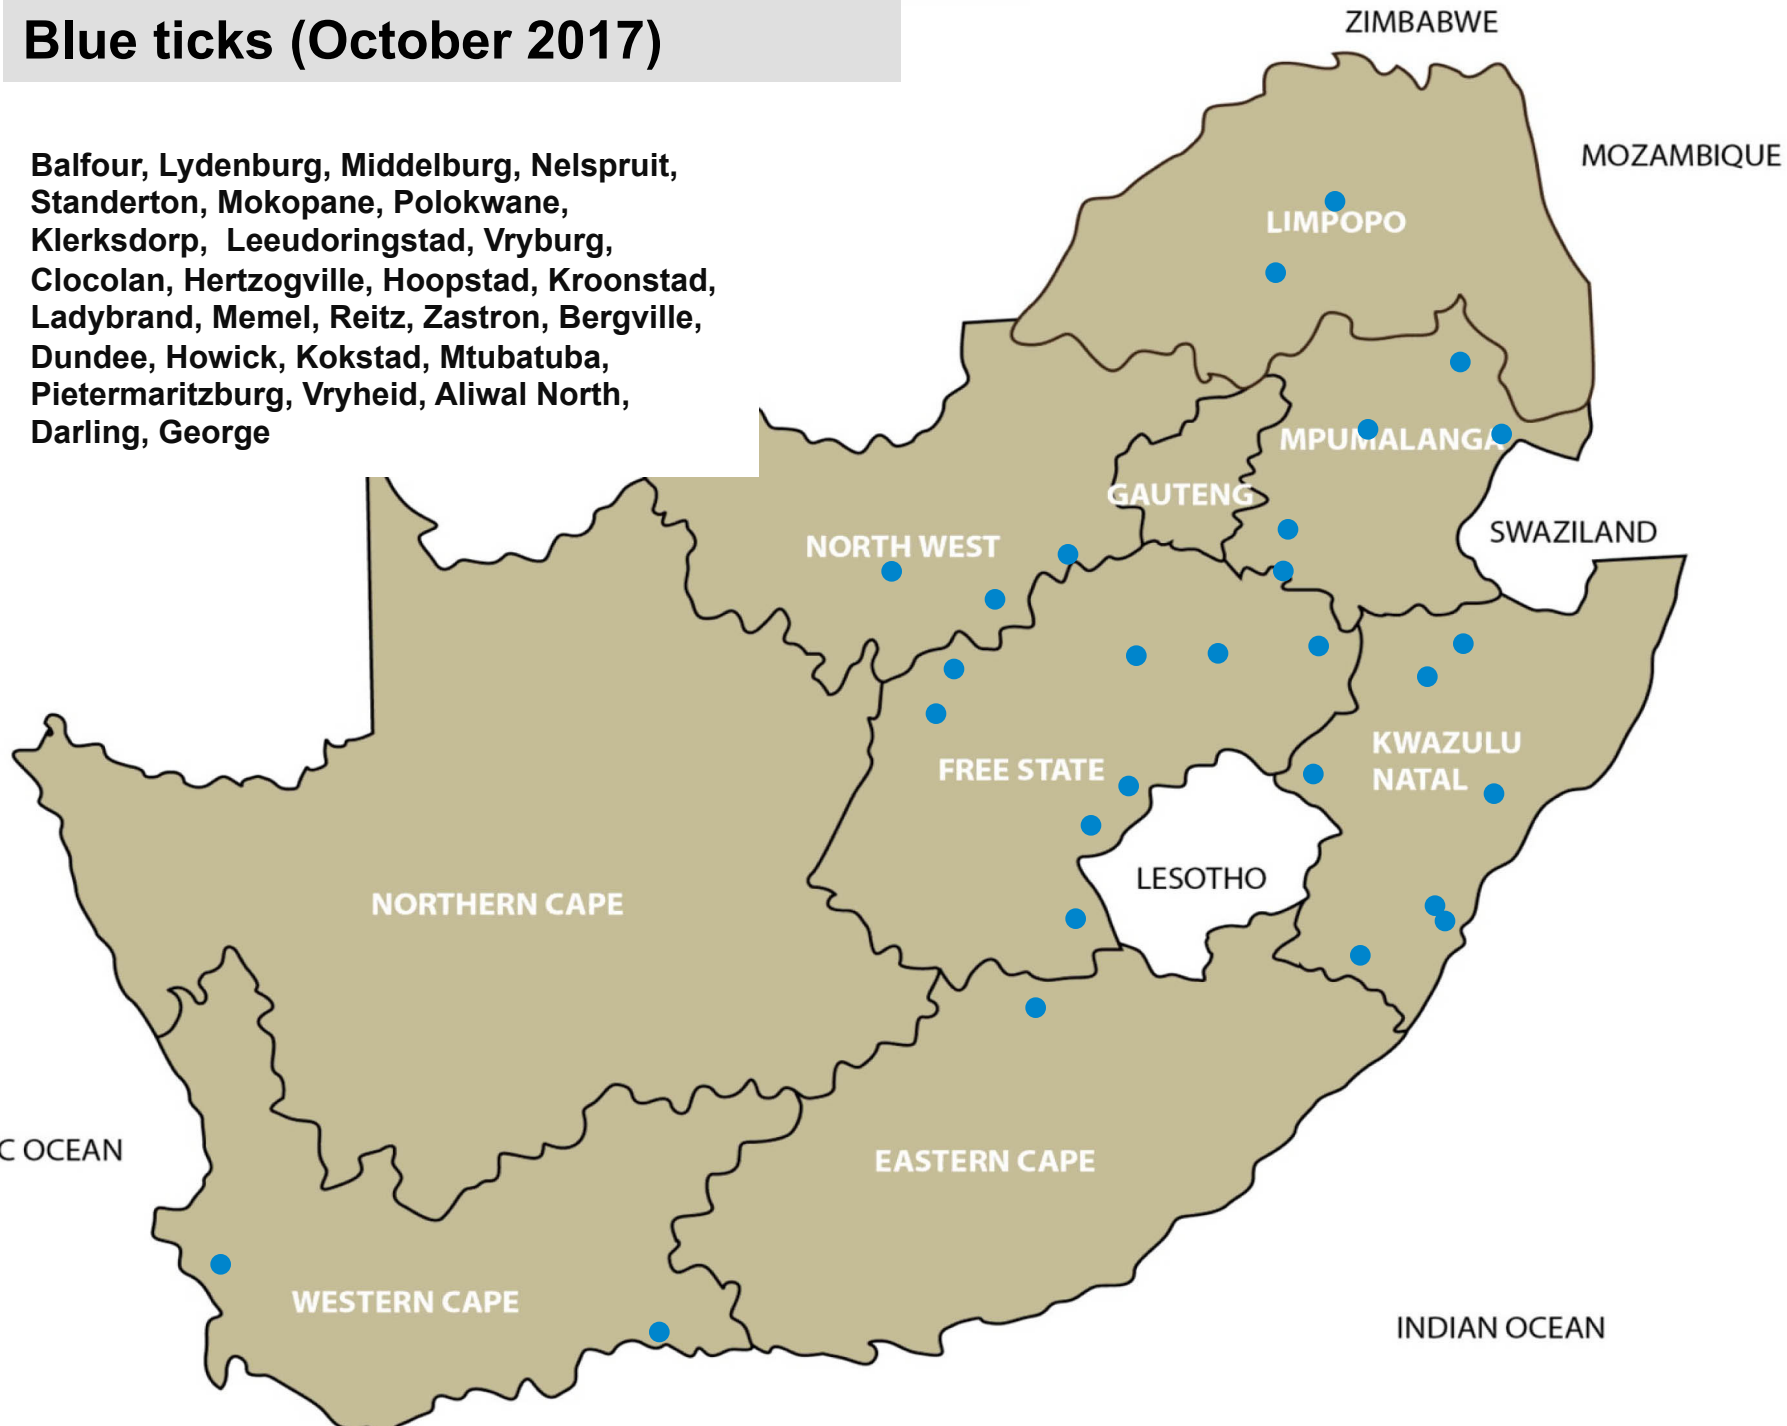 Blue ticks (October 2017)
Balfour, Lydenburg, Middelburg, Nelspruit,
Standerton, Mokopane, Polokwane,
Klerksdorp,  Leeudoringstad, Vryburg,
Clocolan, Hertzogville, Hoopstad, Kroonstad,
Ladybrand, Memel, Reitz, Zastron, Bergville,
Dundee, Howick, Kokstad, Mtubatuba,
Pietermaritzburg, Vryheid, Aliwal North,
Darling, George
ZIMBABWE
MOZAMBIQUE
LIMPOPO
MPUMALANGA
GAUTENG
SWAZILAND
NORTH WEST
KWAZULU
NATAL
FREE STATE
LESOTHO
NORTHERN CAPE
C OCEAN
EASTERN CAPE
WESTERN CAPE
INDIAN OCEAN